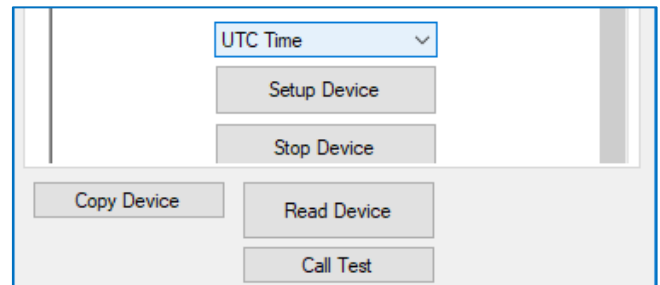 UTC Time
Setup Device
Stop Device
Copy Device
Read Device
Call Test